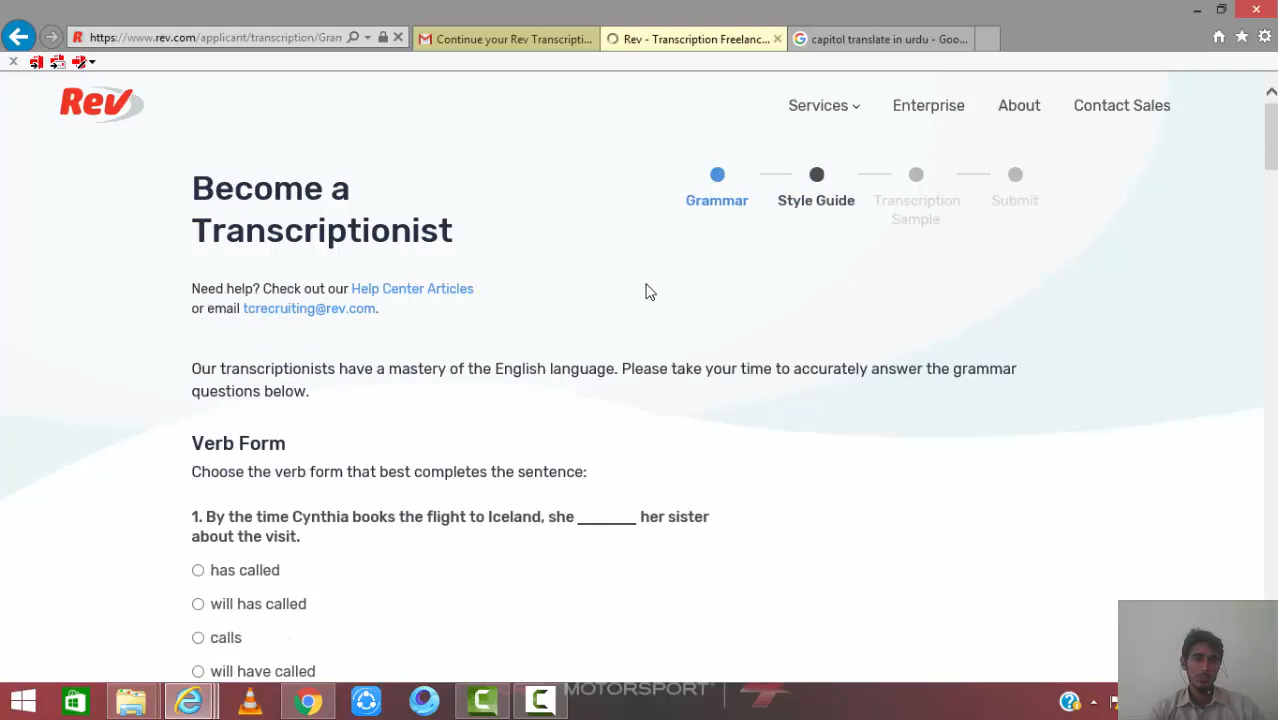 https://www.rev.com/applicant/transcription/Gran
Continue your Rev Transcripti...
Rev - Transcription Freelanc...
capitol translate in urdu - Goo...
Rev
Services
Enterprise
About
Contact Sales
Become a
Transcriptionist
Grammar
Style Guide
Transcription
Sample
Submit
Need help? Check out our Help Center Articles
or email tcrecruiting@rev.com.
Our transcriptionists have a mastery of the English language. Please take your time to accurately answer the grammar
questions below.
Verb Form
Choose the verb form that best completes the sentence:
1. By the time Cynthia books the flight to Iceland, she ______ her sister
about the visit.
has called
will has called
calls
will have called
MOTORSPORT